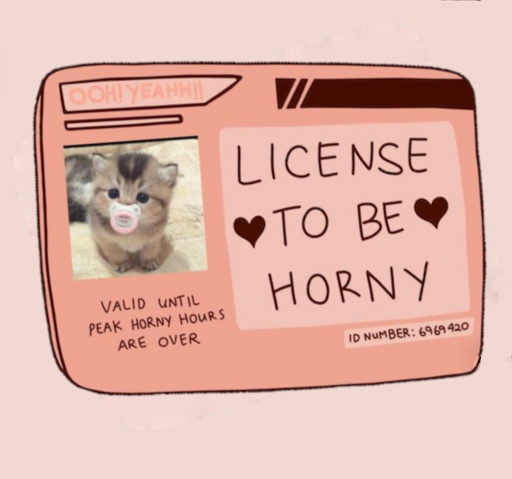 OOH! YEAHH!!
LICENSE
TO BE
HORNY
VALID UNTIL
PEAK HORNY HOURS
ARE OVER
ID NUMBER: 6969420